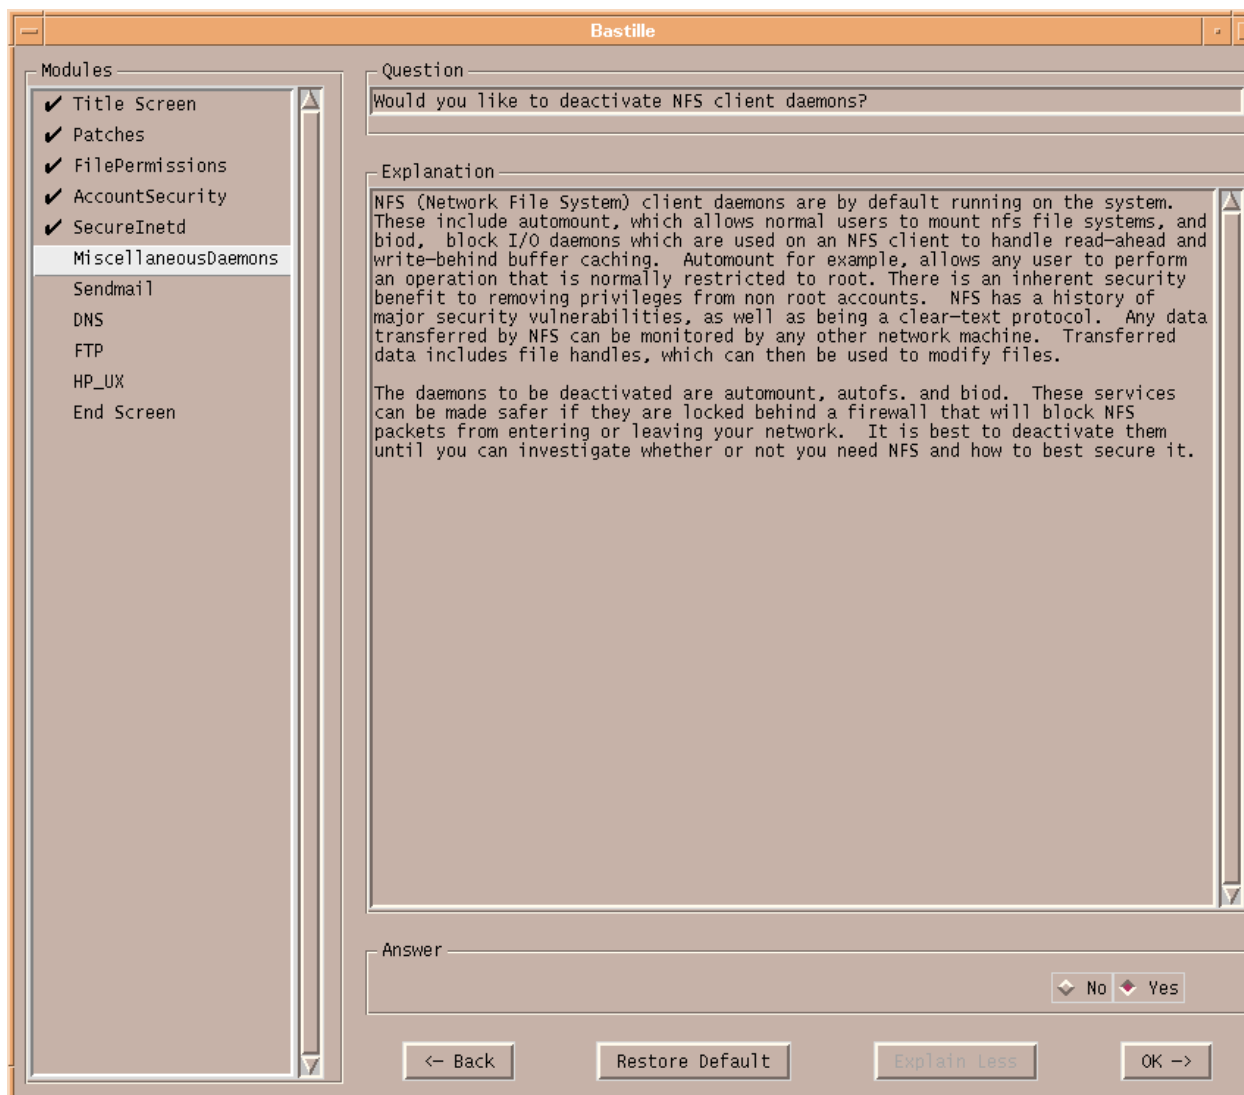 Bastille
Modules
Title Screen
Patches
FilePermissions
AccountSecurity
SecureInetd
MiscellaneousDaemons
Sendmail
DNS
FTP
HP_UX
End Screen
Question
Would you like to deactivate NFS client daemons?
Explanation
NFS (Network File System) client daemons are by default running on the system.
These include automount, which allows normal users to mount nfs file systems, and
biod,  block I/O daemons which are used on an NFS client to handle read-ahead and
write-behind buffer caching.  Automount for example, allows any user to perform
an operation that is normally restricted to root. There is an inherent security
benefit to removing privileges from non root accounts.  NFS has a history of
major security vulnerabilities, as well as being a clear-text protocol.  Any data
transferred by NFS can be monitored by any other network machine.  Transferred
data includes file handles, which can then be used to modify files.
The daemons to be deactivated are automount, autofs. and biod.  These services
can be made safer if they are locked behind a firewall that will block NFS
packets from entering or leaving your network.  It is best to deactivate them
until you can investigate whether or not you need NFS and how to best secure it.
Answer
No Yes
<- Back Restore Default Explain Less OK ->